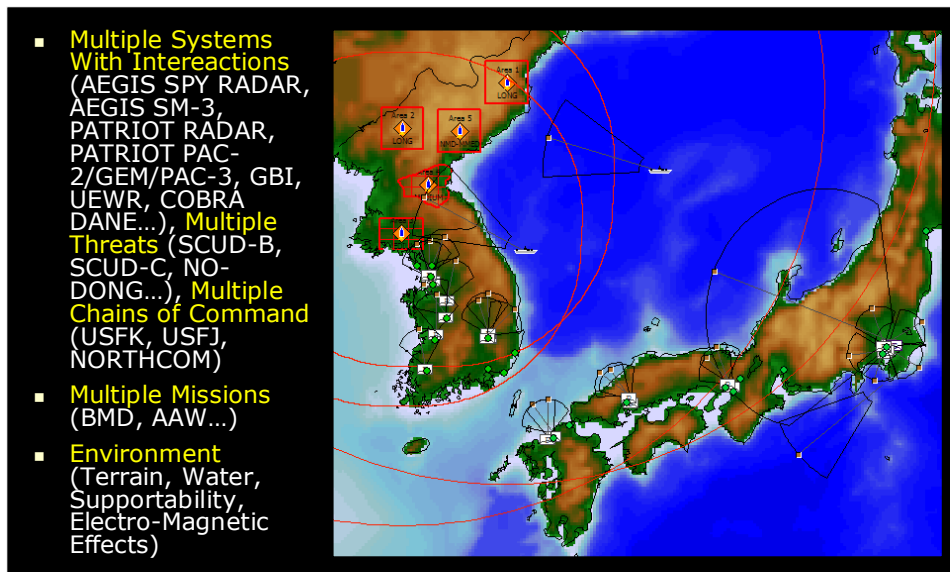 Multiple Systems
With Intereactions
(AEGIS SPY RADAR,
AEGIS SM-3,
PATRIOT RADAR,
PATRIOT PAC-
2/GEM/PAC-3, GBI,
UEWR, COBRA
DANE...), Multiple
Threats (SCUD-B,
SCUD-C, NO-
DONG...), Multiple
Chains of Command
(USFK, USFJ,
NORTHCOM)
Multiple Missions
(BMD, AAW...)
Environment
(Terrain, Water,
Supportability,
Electro-Magnetic
Effects)
Area 1
LONG
Area 2
LONG
Area 5